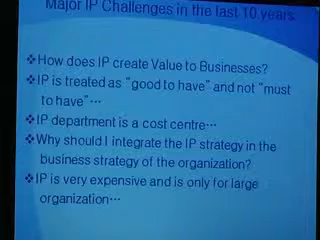 Major IP Challenges in the last 10 years
❖How does IP create Value to Businesses?
❖IP is treated as “good to have” and not “must
to have”…
❖IP department is a cost centre…
❖Why should I integrate the IP strategy in the
business strategy of the organization?
❖IP is very expensive and is only for large
organization…